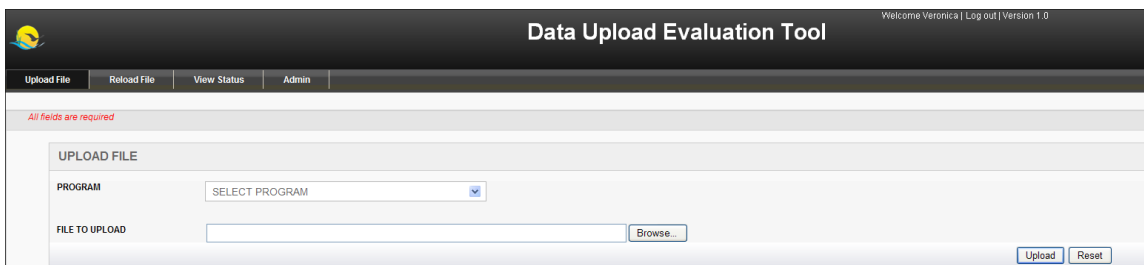 Welcome Veronica | Log out | Version 1.0
Data Upload Evaluation Tool
Upload File Reload File View Status Admin
All fields are required
UPLOAD FILE
PROGRAM SELECT PROGRAM
FILE TO UPLOAD Browse...
Upload Reset